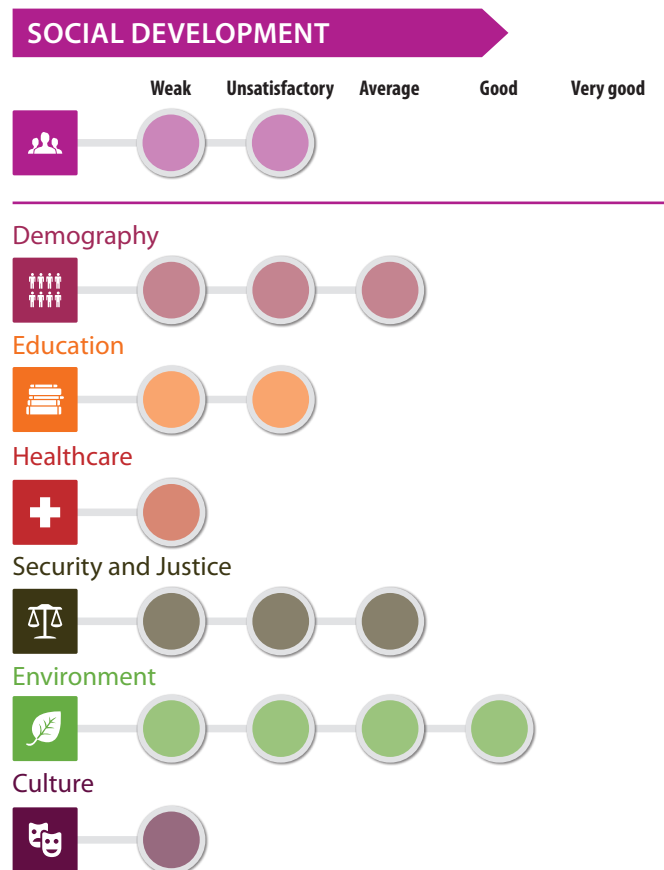 SOCIAL DEVELOPMENT
Weak Unsatisfactory Average Good Very good
Demography
Education
Healthcare
Security and Justice
Environment
Culture